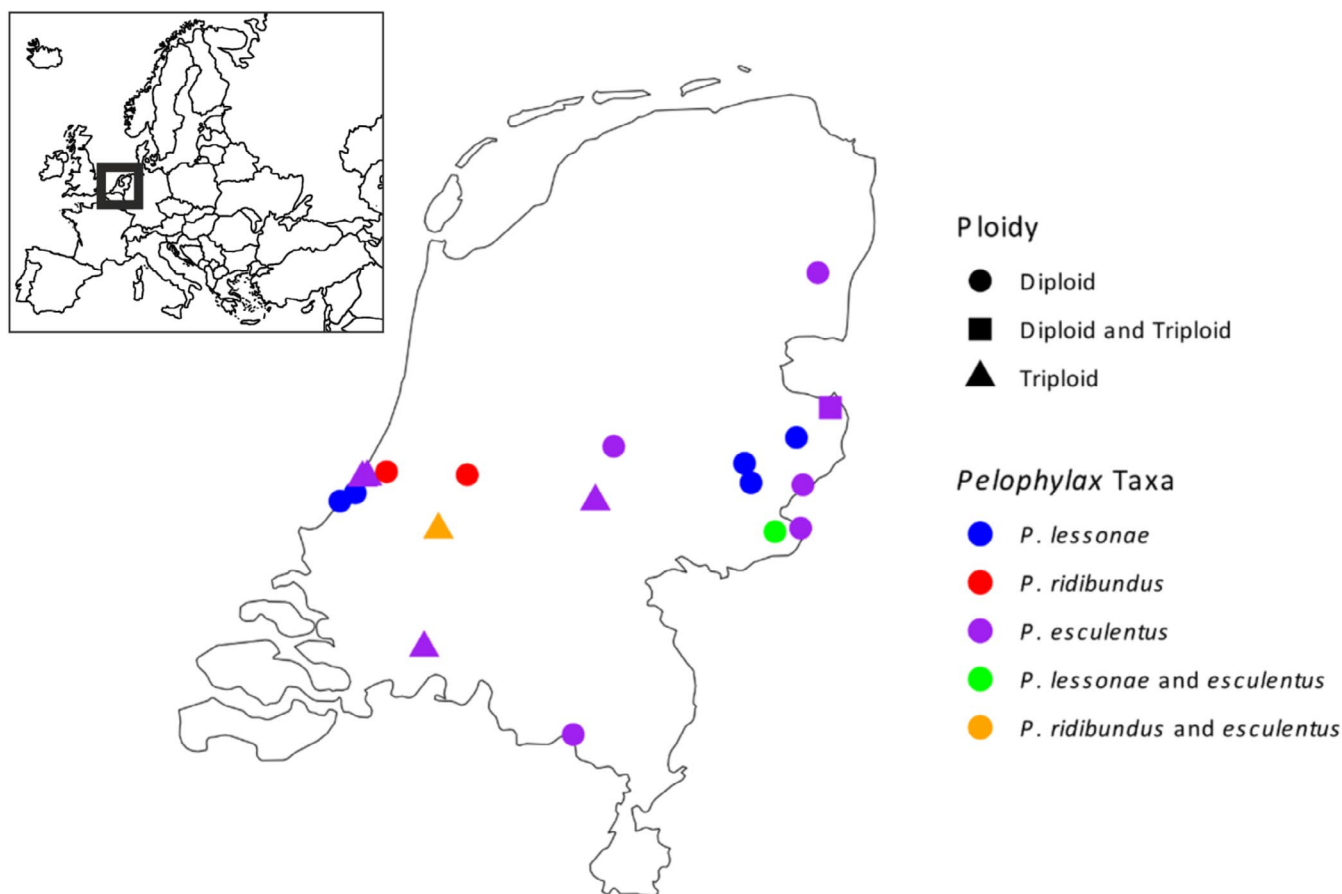 Ploidy
Diploid
Diploid and Triploid
Triploid
Pelophylax Taxa
P. lessonae
P. ridibundus
P. esculentus
P. lessonae and esculentus
P. ridibundus and esculentus